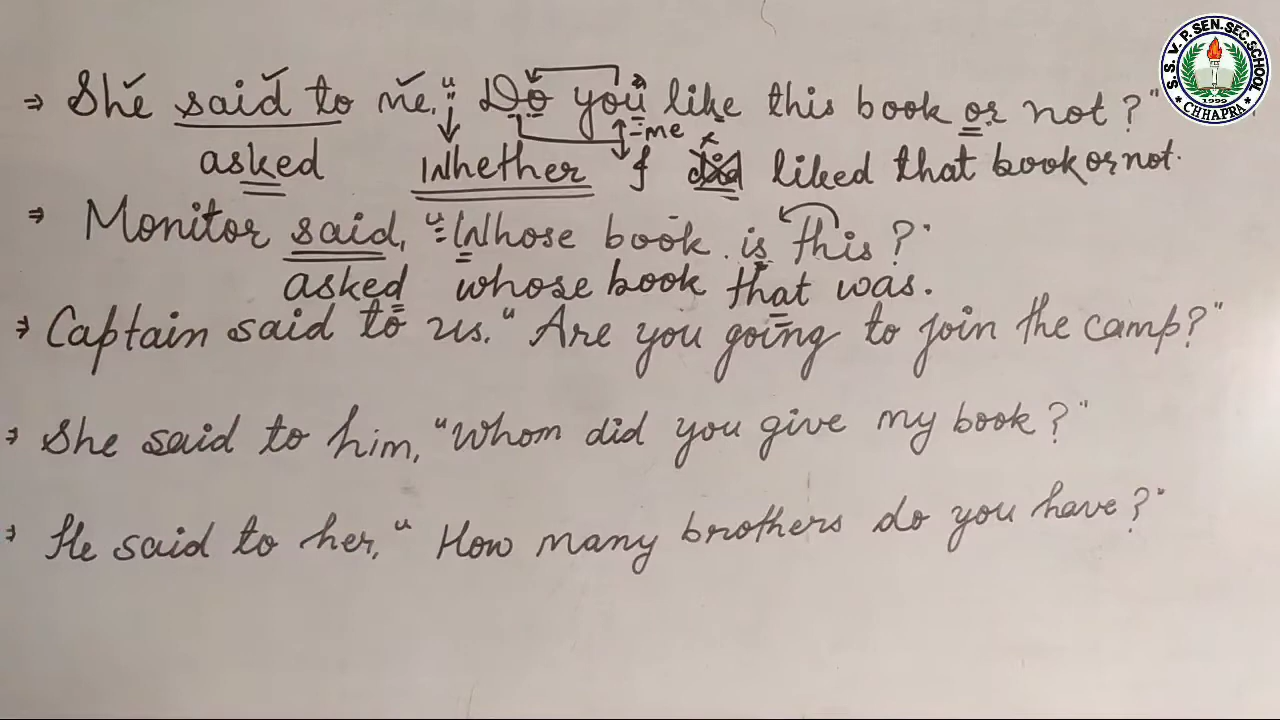 ⇒ She said to me, "Do you like this book or not?"
= me
asked Whether I did liked that book or not.
⇒ Monitor said, "Whose book is this?"
asked whose book that was.
⇒ Captain said to us. "Are you going to join the camp?"
⇒ She said to him, "Whom did you give my book?"
⇒ He said to her, "How many brothers do you have?"
S. S. V. P. SEN. SEC. SCHOOL
1999
★ CHHAPRA ★